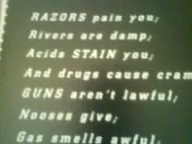 RAZORS pain you;
Rivers are damp;
Acids STAIN you;
And drugs cause cram
GUNS aren't lawful;
Nooses give;
Gas smells awful;